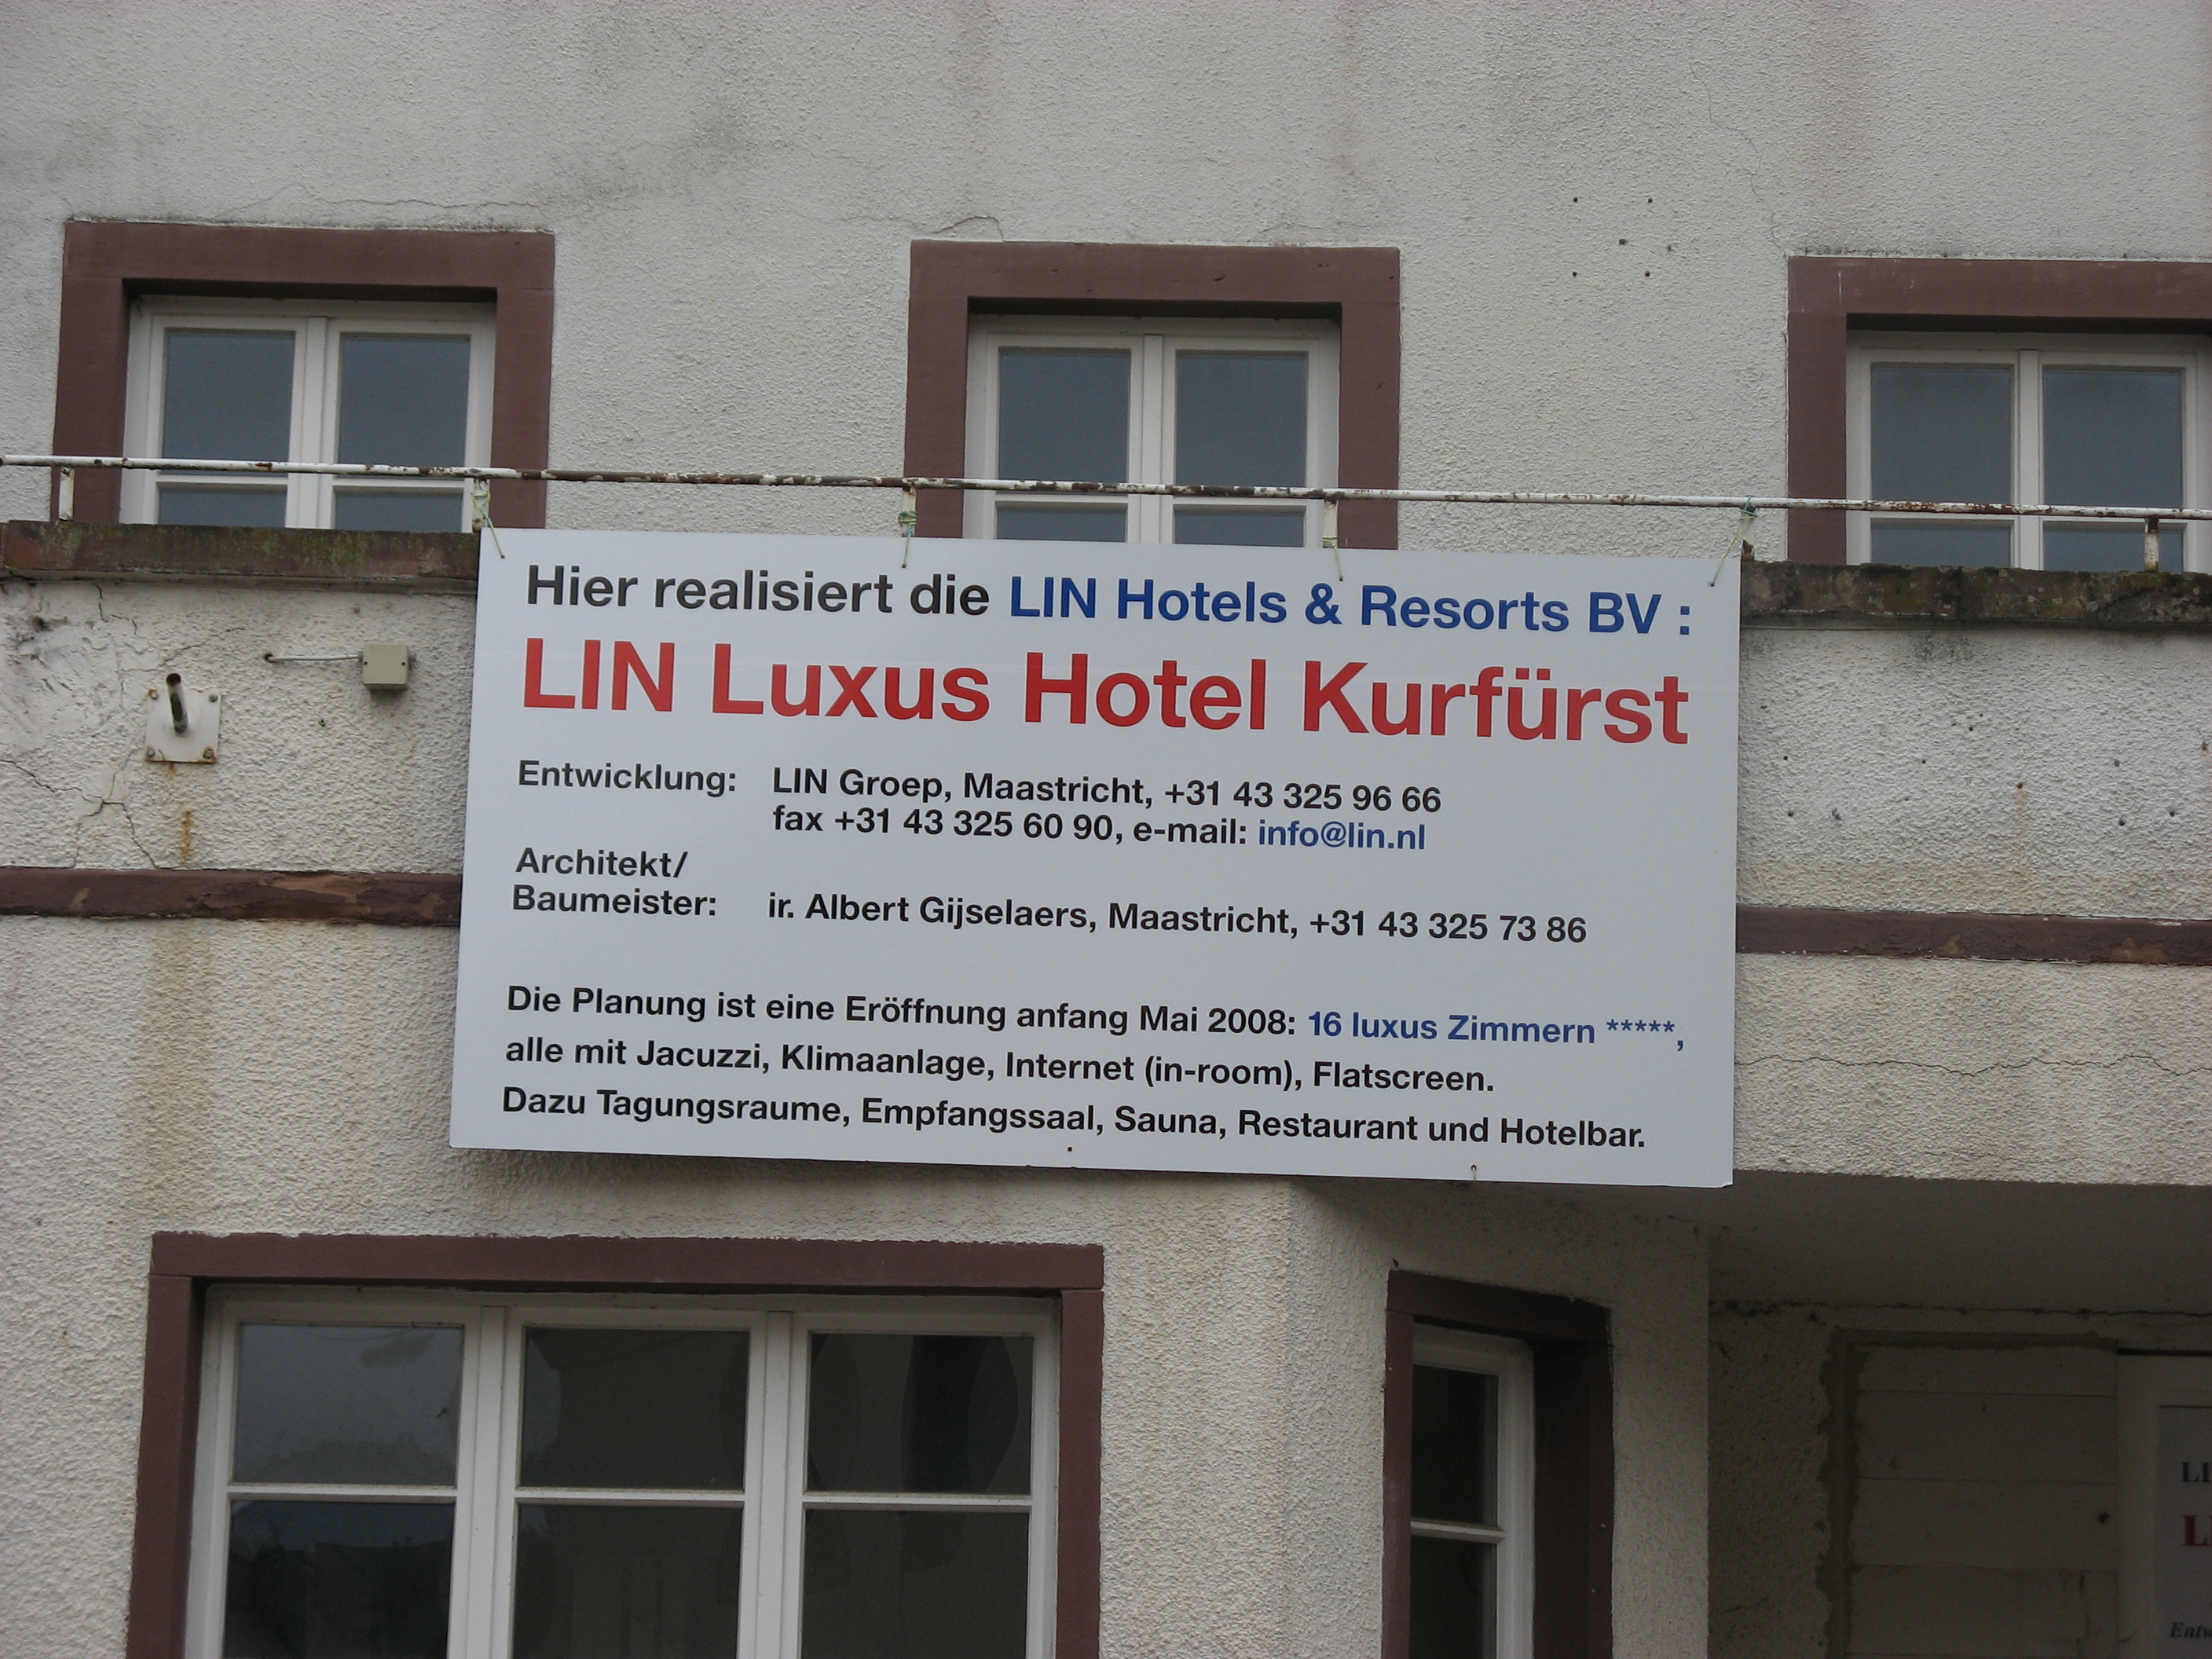 Hier realisiert die LIN Hotels & Resorts BV :
LIN Luxus Hotel Kurfürst
Entwicklung: LIN Groep, Maastricht, +31 43 325 96 66
fax +31 43 325 60 90, e-mail: info@lin.nl
Architekt/
Baumeister: ir. Albert Gijselaers, Maastricht, +31 43 325 73 86
Die Planung ist eine Eröffnung anfang Mai 2008: 16 luxus Zimmern *****,
alle mit Jacuzzi, Klimaanlage, Internet (in-room), Flatscreen.
Dazu Tagungsraume, Empfangssaal, Sauna, Restaurant und Hotelbar.